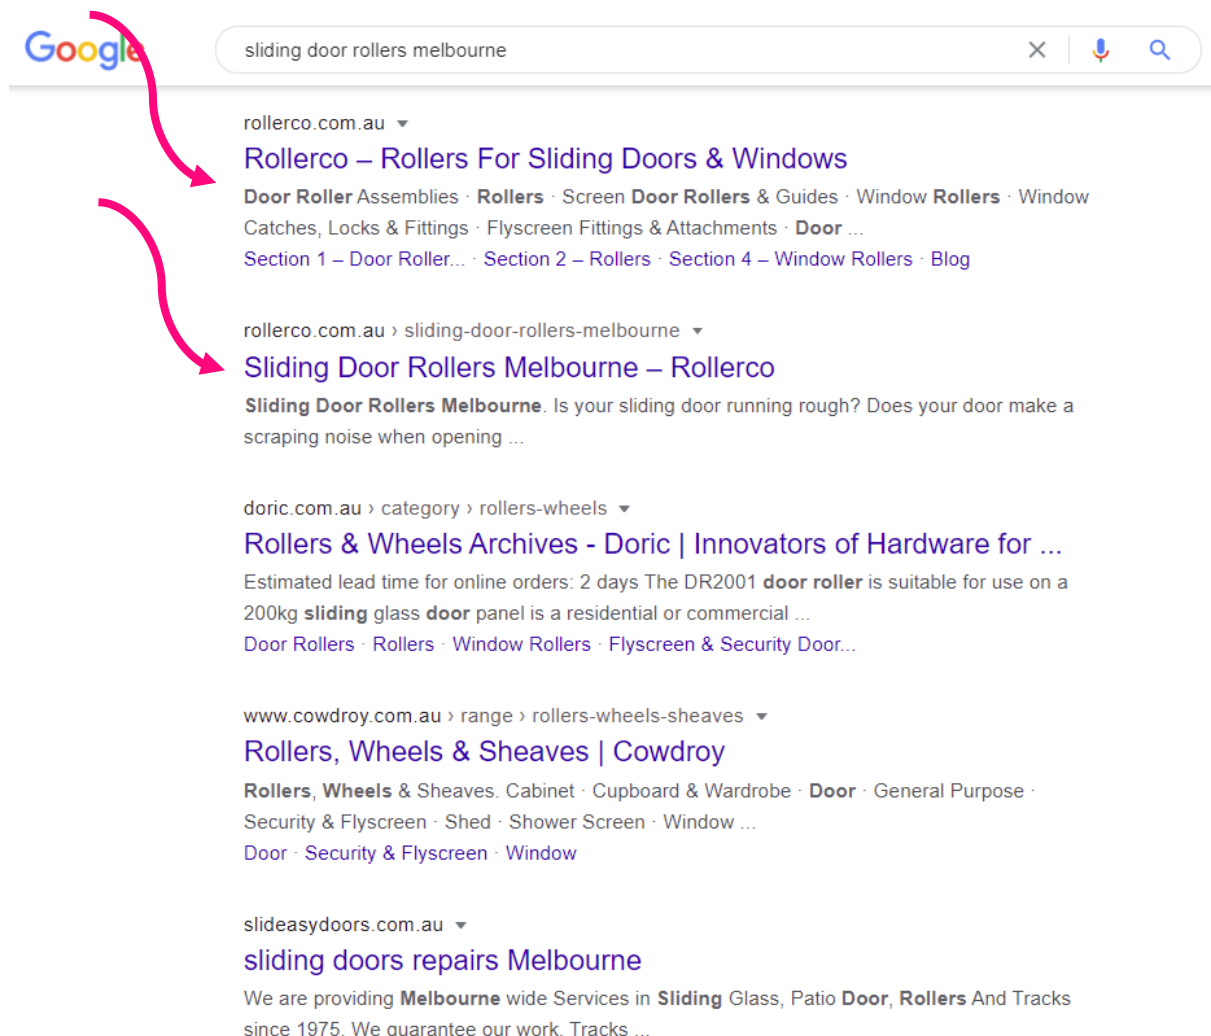 Google
sliding door rollers melbourne
rollerco.com.au
Rollerco – Rollers For Sliding Doors & Windows
Door Roller Assemblies · Rollers · Screen Door Rollers & Guides · Window Rollers · Window
Catches, Locks & Fittings · Flyscreen Fittings & Attachments · Door ...
Section 1 – Door Roller... · Section 2 – Rollers · Section 4 – Window Rollers · Blog
rollerco.com.au › sliding-door-rollers-melbourne
Sliding Door Rollers Melbourne – Rollerco
Sliding Door Rollers Melbourne. Is your sliding door running rough? Does your door make a
scraping noise when opening ...
doric.com.au › category › rollers-wheels
Rollers & Wheels Archives - Doric | Innovators of Hardware for ...
Estimated lead time for online orders: 2 days The DR2001 door roller is suitable for use on a
200kg sliding glass door panel is a residential or commercial ...
Door Rollers · Rollers · Window Rollers · Flyscreen & Security Door...
www.cowdroy.com.au › range › rollers-wheels-sheaves
Rollers, Wheels & Sheaves | Cowdroy
Rollers, Wheels & Sheaves. Cabinet · Cupboard & Wardrobe · Door · General Purpose ·
Security & Flyscreen · Shed · Shower Screen · Window ...
Door · Security & Flyscreen · Window
slideasydoors.com.au
sliding doors repairs Melbourne
We are providing Melbourne wide Services in Sliding Glass, Patio Door, Rollers And Tracks
since 1975. We guarantee our work. Tracks ...